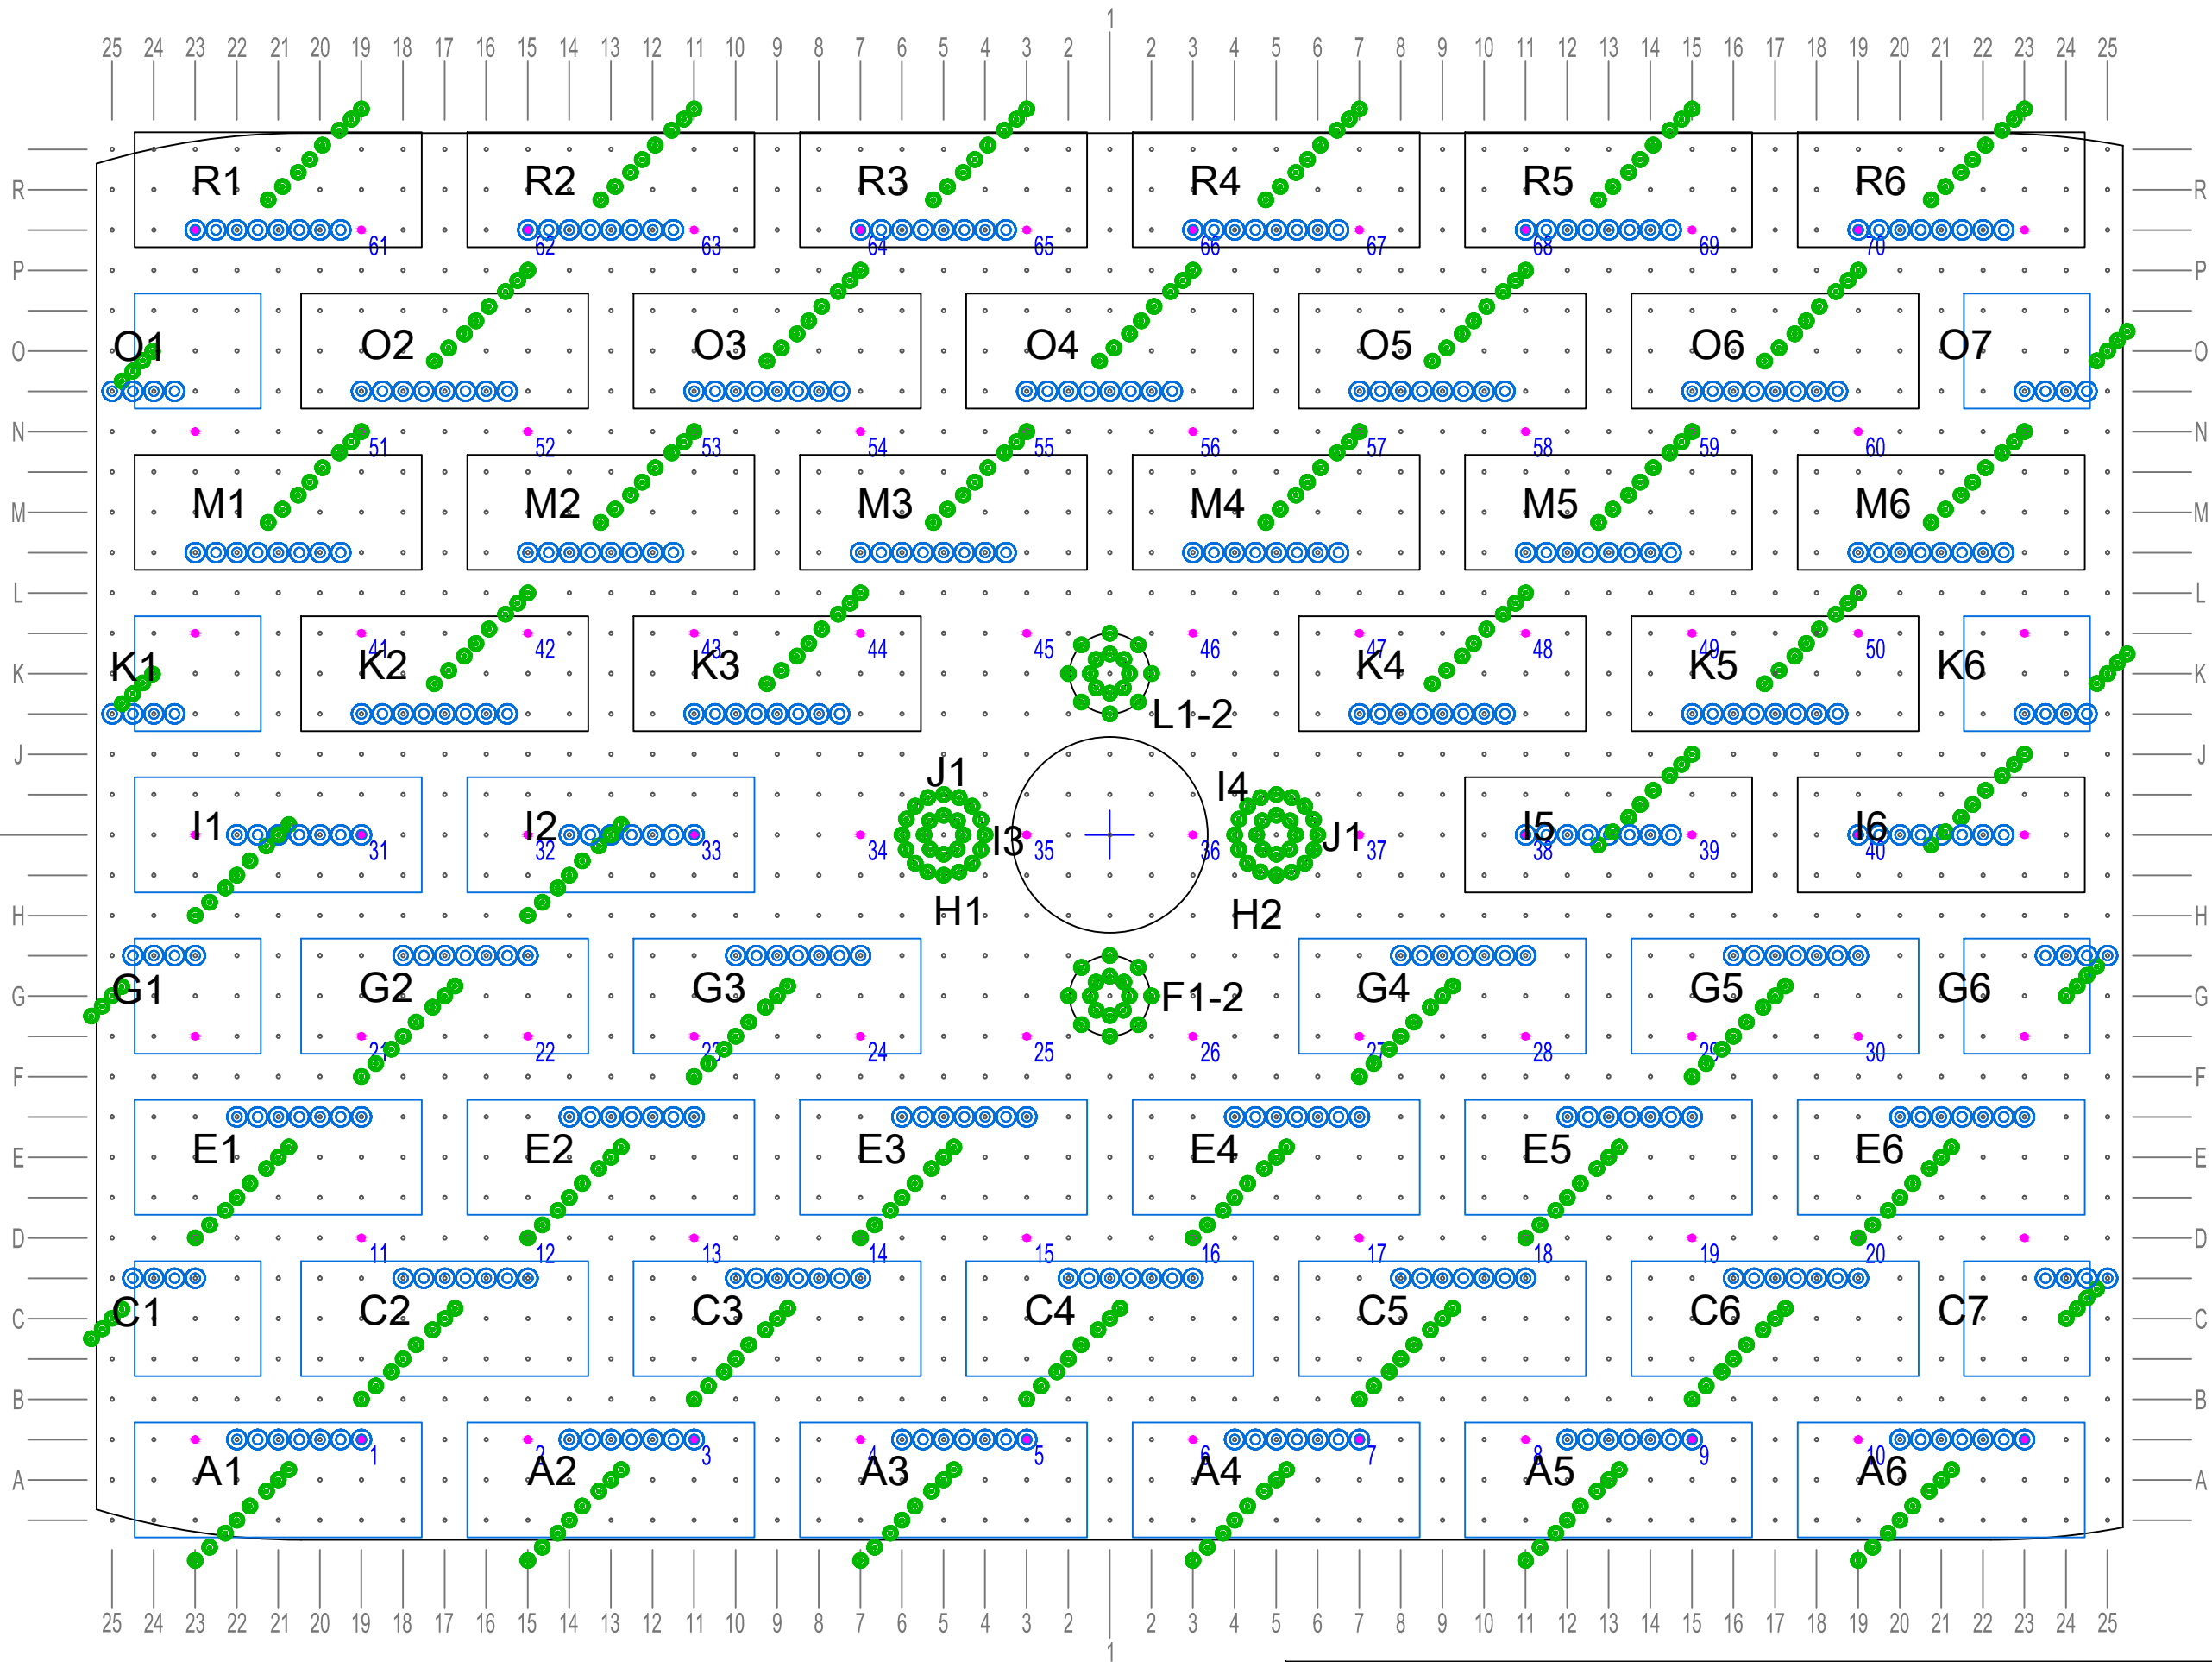 1
25 24 23 22 21 20 19 18 17 16 15 14 13 12 11 10 9 8 7 6 5 4 3 2 2 3 4 5 6 7 8 9 10 11 12 13 14 15 16 17 18 19 20 21 22 23 24 25
R R1 R2 R3 R4 R5 R6 R
61 62 63 64 65 66 67 68 69 70
P P
O O1 O2 O3 O4 O5 O6 O7 O
N N
51 52 53 54 55 56 57 58 59 60
M M1 M2 M3 M4 M5 M6 M
L L
41 42 43 44 45 46 47 48 49 50
K K1 K2 K3 K4 K5 K6 K
L1-2
J J
J1 I4
I1 I2 I3 J1 I5 I6
31 32 33 34 35 36 37 38 39 40
H H1 H2 H
G G1 G2 G3 F1-2 G4 G5 G6 G
21 22 23 24 25 26 27 28 29 30
F F
E E1 E2 E3 E4 E5 E6 E
D D
11 12 13 14 15 16 17 18 19 20
C C1 C2 C3 C4 C5 C6 C7 C
B B
1 2 3 4 5 6 7 8 9 10
A A1 A2 A3 A4 A5 A6 A
25 24 23 22 21 20 19 18 17 16 15 14 13 12 11 10 9 8 7 6 5 4 3 2 2 3 4 5 6 7 8 9 10 11 12 13 14 15 16 17 18 19 20 21 22 23 24 25
1